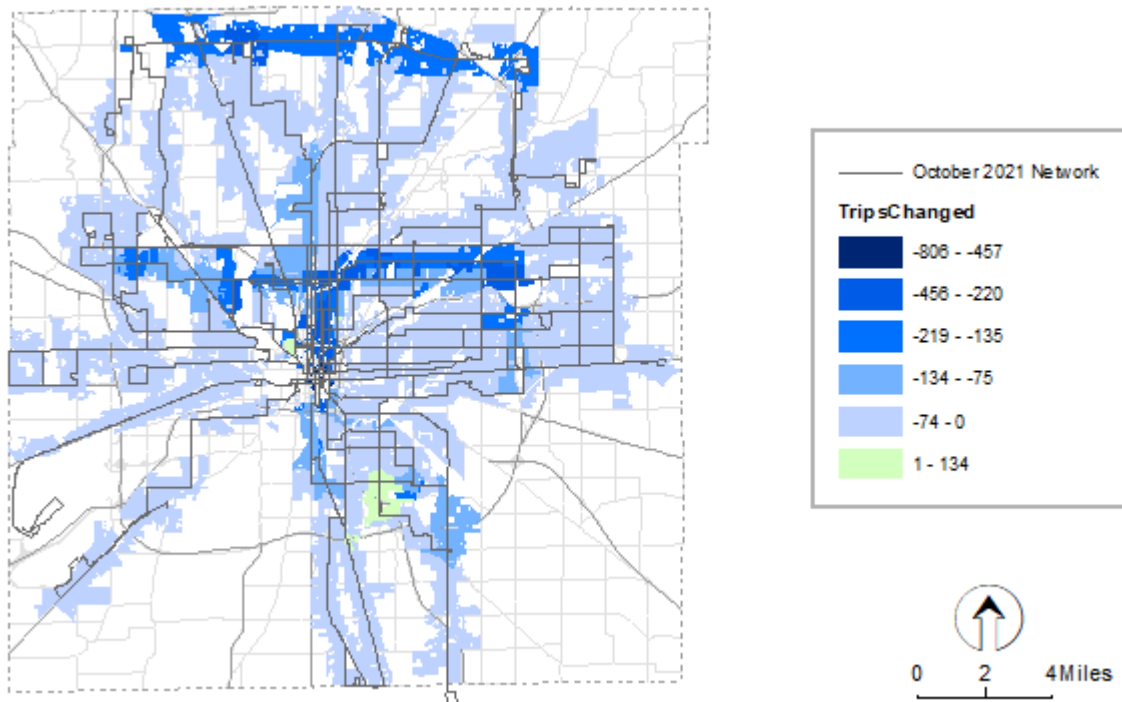 October 2021 Network
TripsChanged
-806 - -457
-456 - -220
-219 - -135
-134 - -75
-74 - 0
1 - 134
0 2 4 Miles